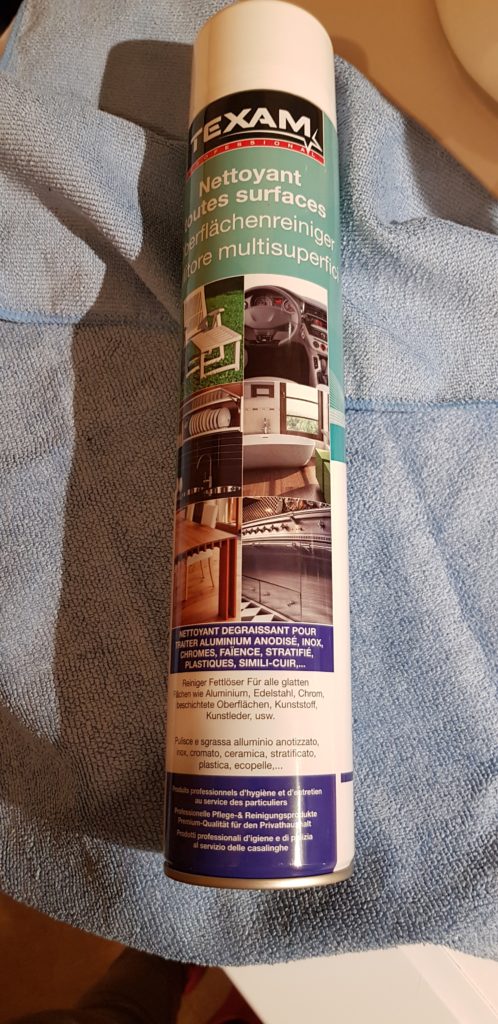 TEXAM
PROFESSIONAL
Nettoyant
toutes surfaces
erflächenreiniger
tore multisuperfici
NETTOYANT DEGRAISSANT POUR
TRAITER ALUMINIUM ANODISÉ, INOX,
CHROMES, FAÏENCE, STRATIFIÉ,
PLASTIQUES, SIMILI-CUIR,...
Reiniger Fettlöser Für alle glatten
Flächen wie Aluminium, Edelstahl, Chrom,
beschichtete Oberflächen, Kunststoff,
Kunstleder, usw.
Pulisce e sgrassa alluminio anotizzato,
inox, cromato, ceramica, stratificato,
plastica, ecopelle,...
Produits professionnels d'hygiène et d'entretien
au service des particuliers
Professionelle Pflege-& Reinigungsprodukte
Premium-Qualität für den Privathaushalt
Prodotti professionali d'igiene e di pulizia
al servizio delle casalinghe